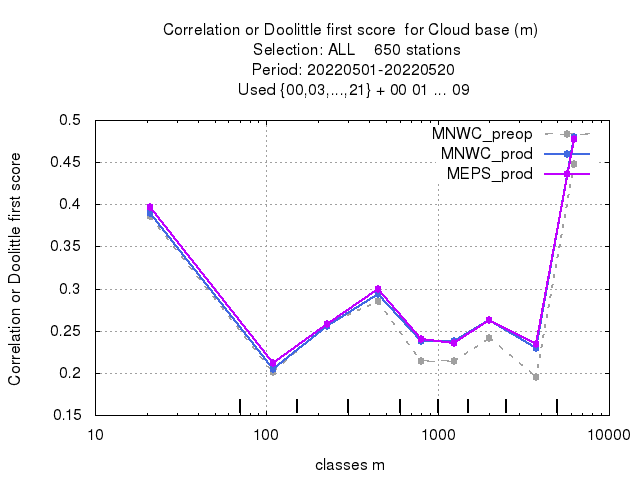 Correlation or Doolittle first score  for Cloud base (m)
Selection: ALL    650 stations
Period: 20220501-20220520
Used {00,03,...,21} + 00 01 ... 09
Correlation or Doolittle first score
0.5
0.45
0.4
0.35
0.3
0.25
0.2
0.15
MNWC_preop
MNWC_prod
MEPS_prod
10
100
1000
10000
classes m